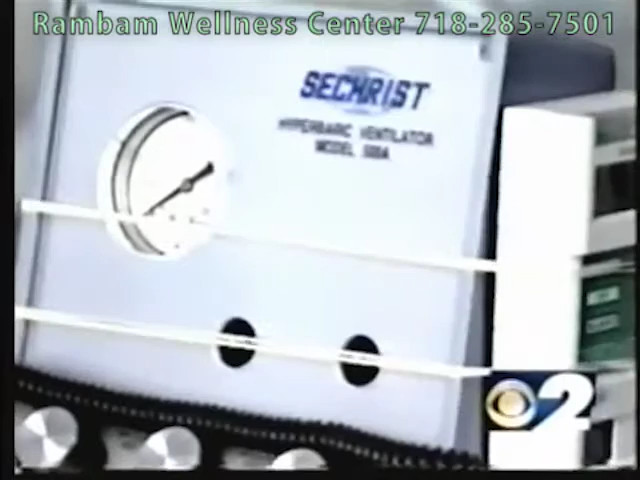 Rambam Wellness Center 718-285-7501
SECHRIST
HYPERBARIC VENTILATOR
MODEL 500A
2